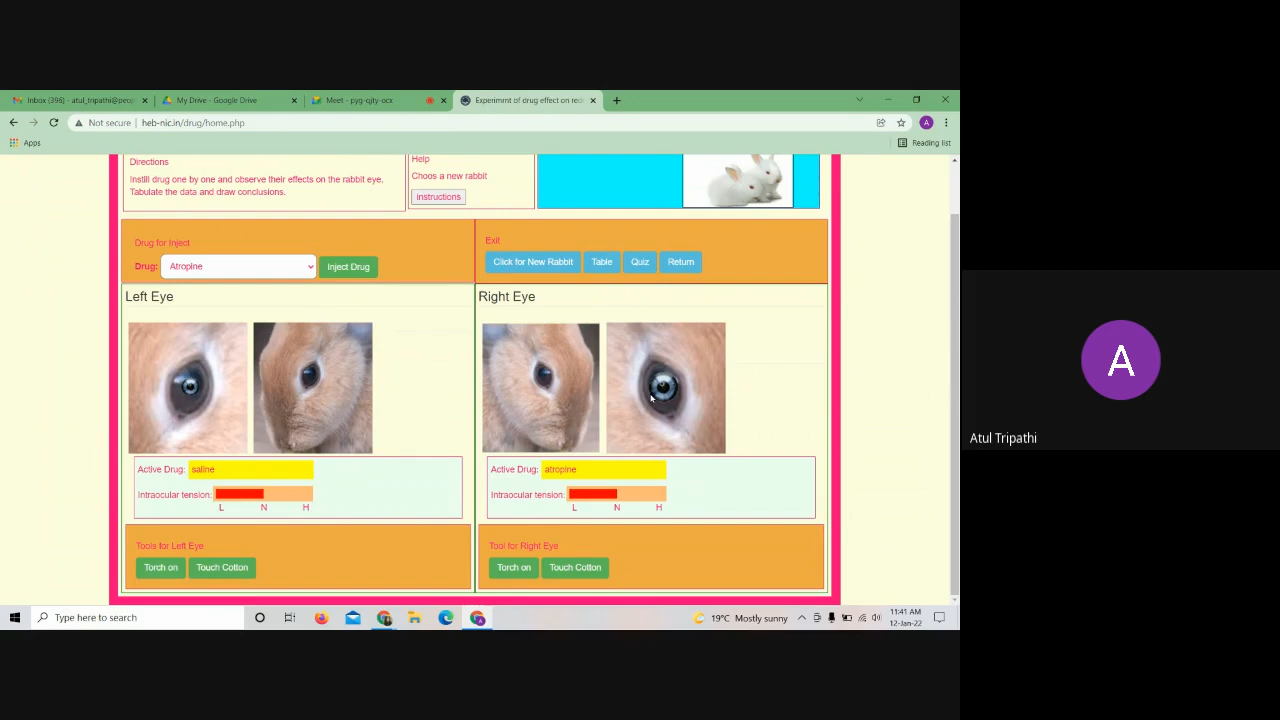 Inbox (396) - atul_tripathi@peop
My Drive - Google Drive
Meet - pyg-qjty-ocx
Experimrnt of drug effect on red
Not secure | heb-nic.in/drug/home.php
A
Apps
Reading list
Directions
Instill drug one by one and observe their effects on the rabbit eye.
Tabulate the data and draw conclusions.
Help
Choos a new rabbit
instructions
Drug for Inject
Drug: Atropine
Inject Drug
Exit
Click for New Rabbit
Table
Quiz
Return
Left Eye
Right Eye
Active Drug: saline
Intraocular tension:
L N H
Active Drug: atropine
Intraocular tension:
L N H
Tools for Left Eye
Torch on
Touch Cotton
Tool for Right Eye
Torch on
Touch Cotton
A
Atul Tripathi
Type here to search
19°C Mostly sunny
11:41 AM
12-Jan-22